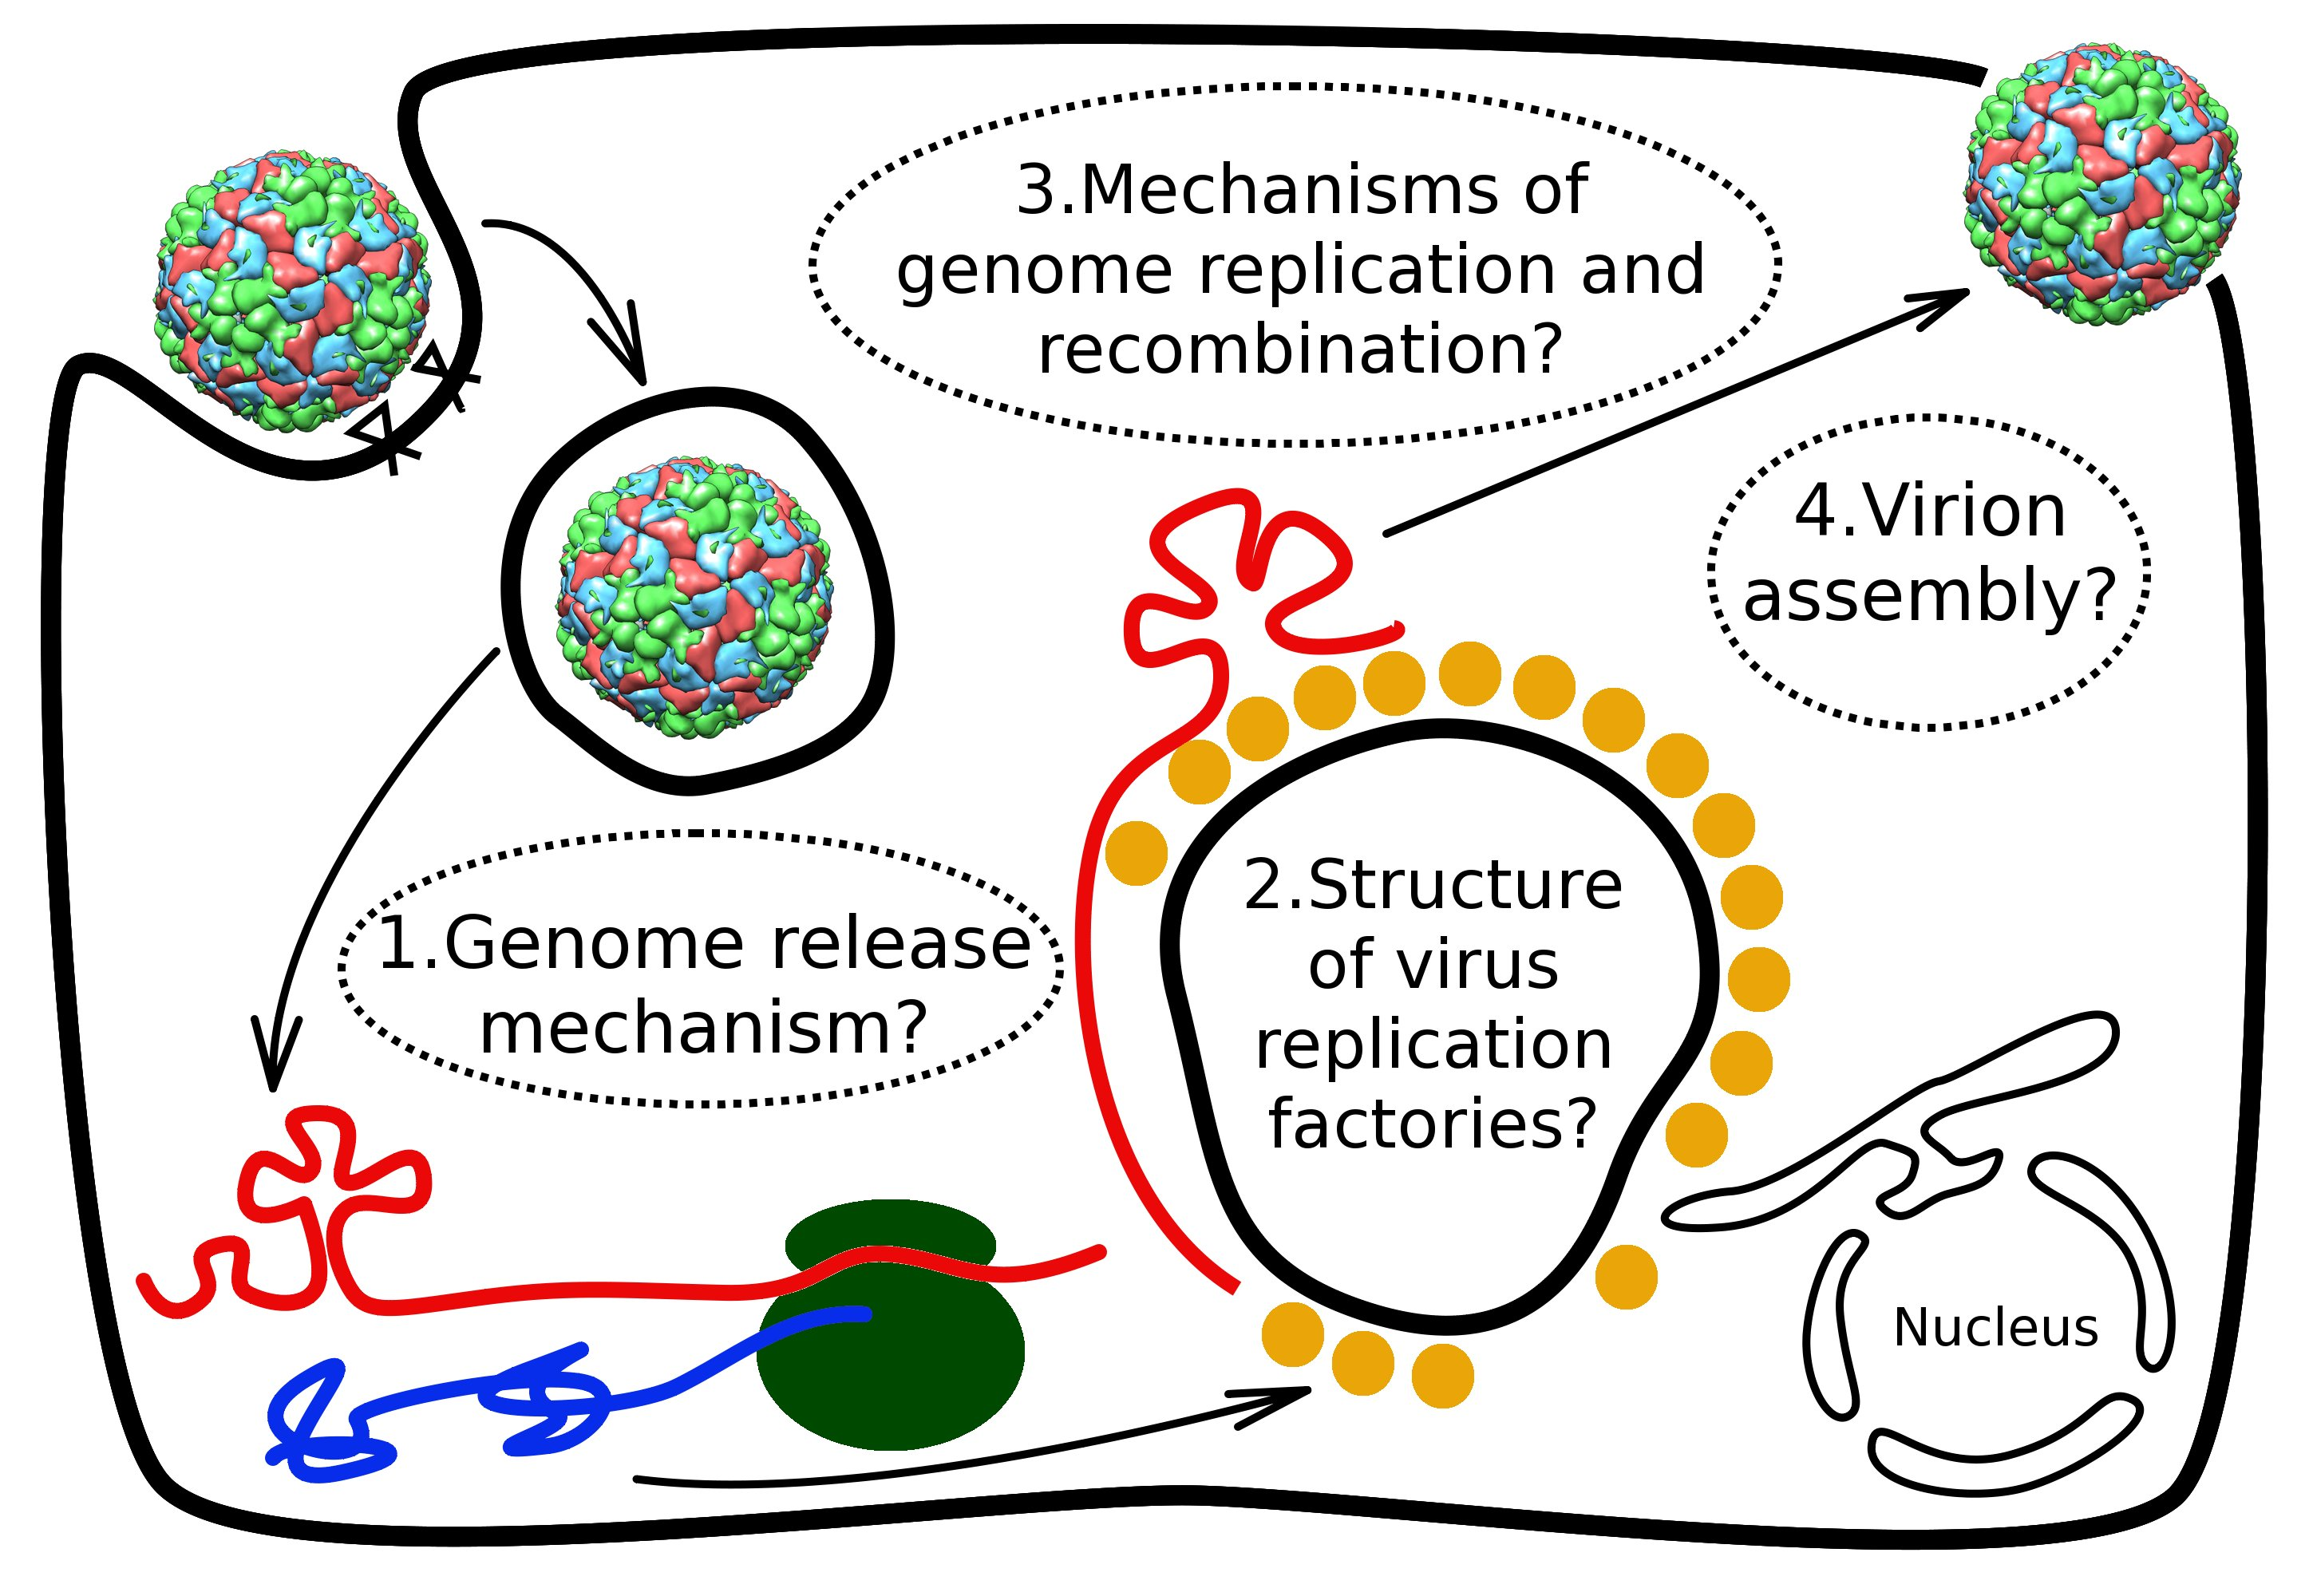 3.Mechanisms of
genome replication and
recombination?
4.Virion
assembly?
1.Genome release
mechanism?
2.Structure
of virus
replication
factories?
Nucleus